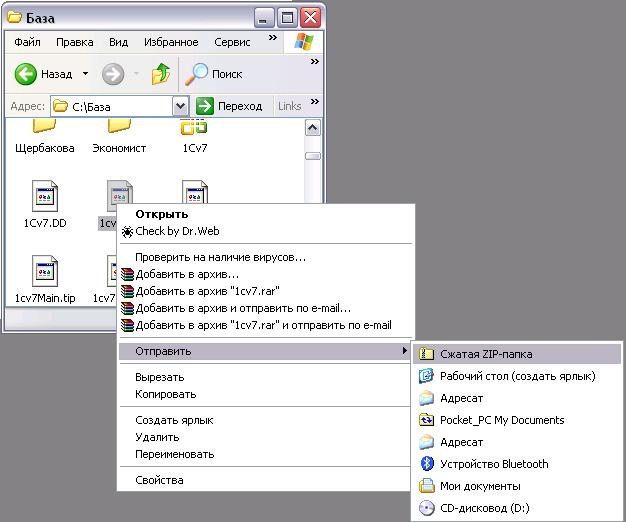 База
Файл Правка Вид Избранное Сервис »
Назад Поиск »
Адрес: C:\База Переход Links »
Щербакова Экономист 1Cv7
1Cv7.DD 1cv
1cv7Main.tip 1cv7
Открыть
Check by Dr.Web
Проверить на наличие вирусов...
Добавить в архив...
Добавить в архив "1cv7.rar"
Добавить в архив и отправить по e-mail...
Добавить в архив "1cv7.rar" и отправить по e-mail
Отправить
Вырезать
Копировать
Создать ярлык
Удалить
Переименовать
Свойства
Сжатая ZIP-папка
Рабочий стол (создать ярлык)
Адресат
Pocket_PC My Documents
Адресат
Устройство Bluetooth
Мои документы
CD-дисковод (D:)